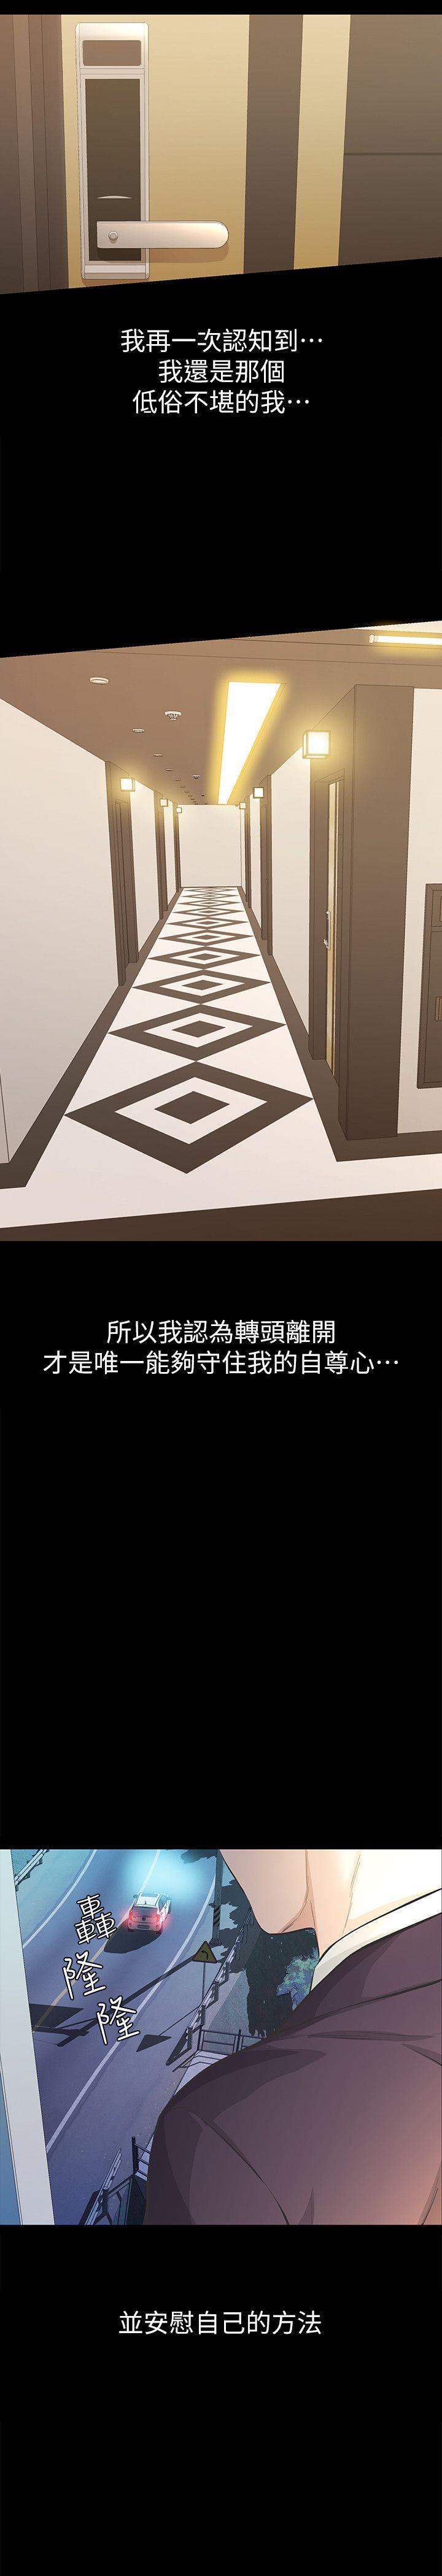 我再一次認知到⋯
我還是那個
低俗不堪的我⋯
所以我認為轉頭離開
才是唯一能夠守住我的自尊心⋯
轟
隆
隆
並安慰自己的方法